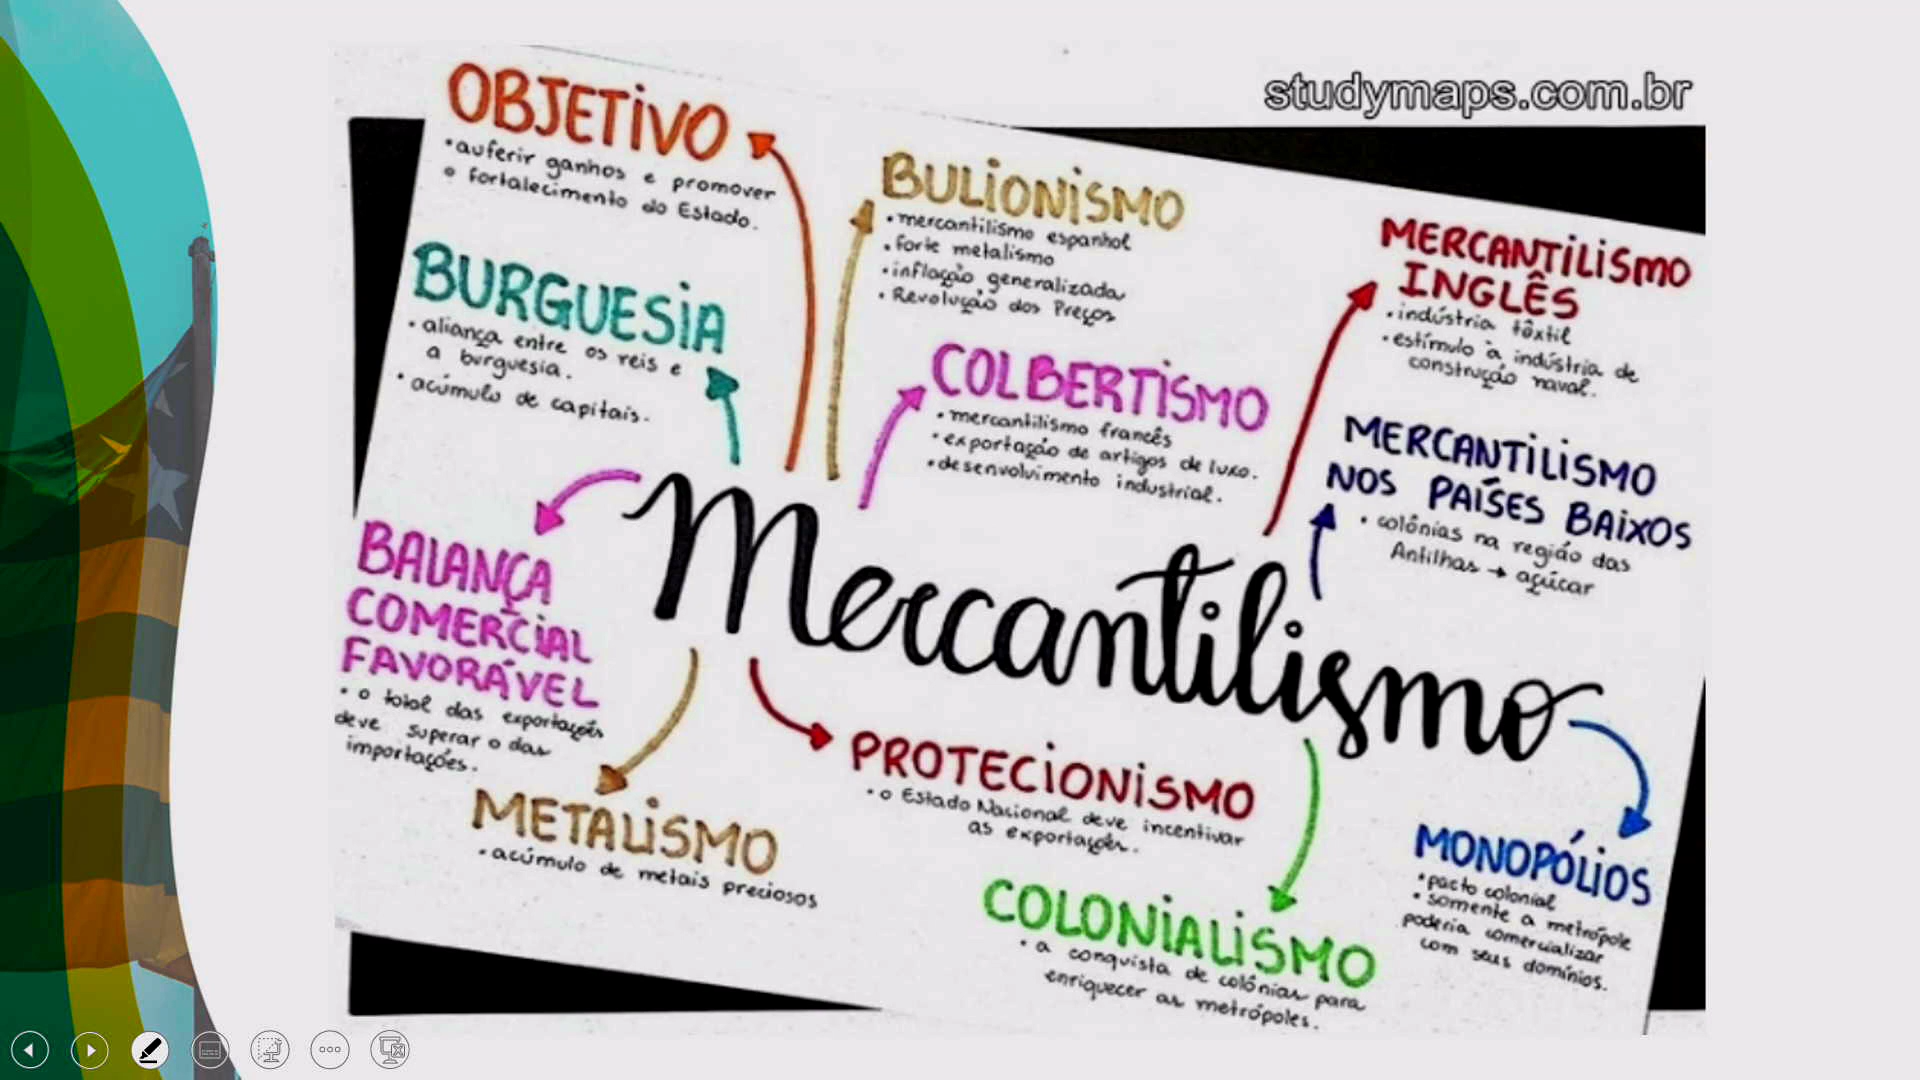 studymaps.com.br
OBJETIVO
•auferir ganhos e promover
o fortalecimento do Estado.
BURGUESIA
• aliança entre os reis e
a burguesia.
• acúmulo de capitais.
BULIONISMO
•mercantilismo espanhol
•forte metalismo
•inflação generalizada
• Revolução dos Preços
COLBERTISMO
• mercantilismo francês
•exportação de artigos de luxo.
•desenvolvimento industrial.
MERCANTILISMO
INGLÊS
•indústria têxtil
•estímulo à indústria de
construção naval.
MERCANTILISMO
NOS PAÍSES BAIXOS
• colônias na região das
Antilhas → açúcar
Mercantilismo
BALANÇA
COMERCIAL
FAVORÁVEL
• o total das exportações
deve superar o das
importações.
METALISMO
•acúmulo de metais preciosos
PROTECIONISMO
• o Estado Nacional deve incentivar
as exportações.
COLONIALISMO
• a conquista de colônias para
enriquecer as metrópoles.
MONOPÓLIOS
•pacto colonial
• somente a metrópole
poderia comercializar
com seus domínios.